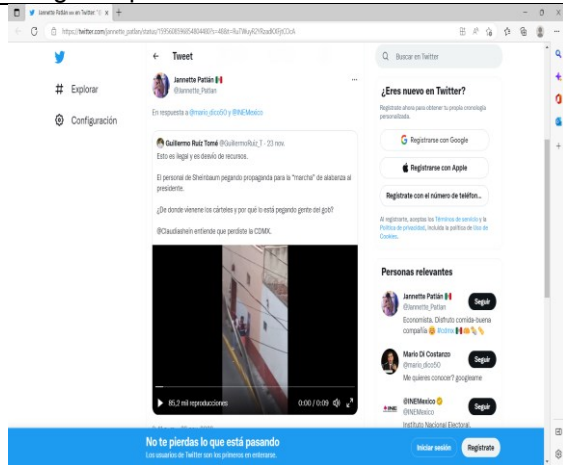 Jannette Patlán en Twitter
https://twitter.com/jannette_patlan/status/
Tweet
Buscar en Twitter
Explorar
Configuración
Jannette Patlán
@Jannette_Patlan
En respuesta a @mario_dico50 y @INEMexico
Guillermo Ruiz Tomé @GuillermoRuiz_T · 23 nov.
Esto es ilegal y es desvío de recursos.
El personal de Sheinbaum pegando propaganda para la "marcha" de alabanza al
presidente.
¿De donde vienene los cárteles y por qué lo está pegando gente del gob?
@Claudiashein entiende que perdiste la CDMX.
85,2 mil reproducciones
0:00 / 0:09
¿Eres nuevo en Twitter?
Regístrate ahora para obtener tu propia cronología
personalizada.
Registrarse con Google
Registrarse con Apple
Regístrate con el número de teléfon...
Al registrarte, aceptas los Términos de servicio y la
Política de privacidad, incluida la política de Uso de
Cookies.
Personas relevantes
Jannette Patlán
@Jannette_Patlan
Seguir
Economista. Disfruto comida-buena
compañía #cdmx
Mario Di Costanzo
@mario_dico50
Seguir
Me quieres conocer? googleame
@INEMexico
@INEMexico
Seguir
Instituto Nacional Electoral.
No te pierdas lo que está pasando
Los usuarios de Twitter son los primeros en enterarse.
Iniciar sesión
Regístrate